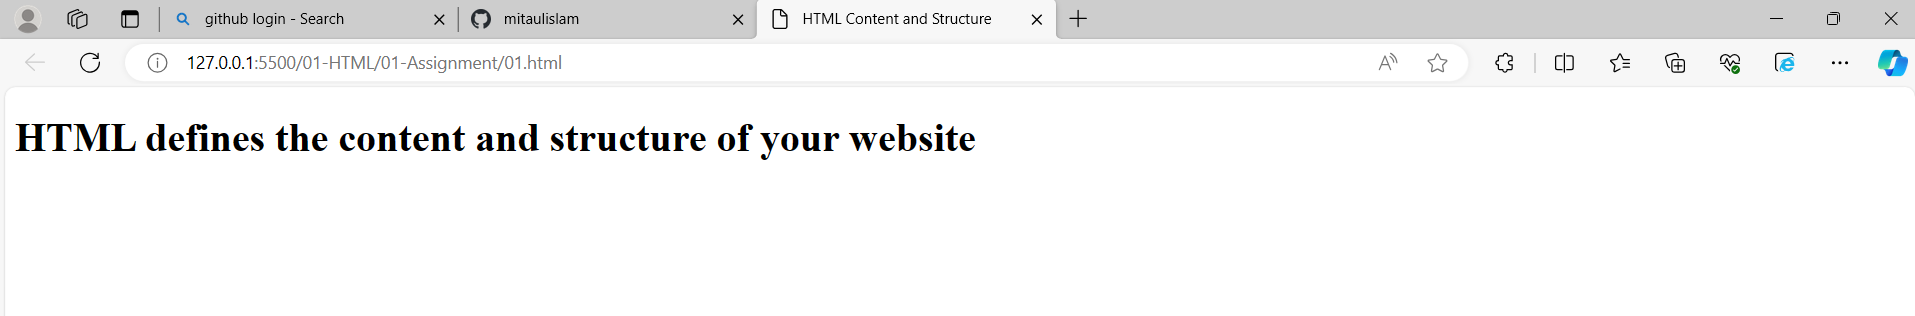 github login - Search
mitaulislam
HTML Content and Structure
127.0.0.1:5500/01-HTML/01-Assignment/01.html
HTML defines the content and structure of your website